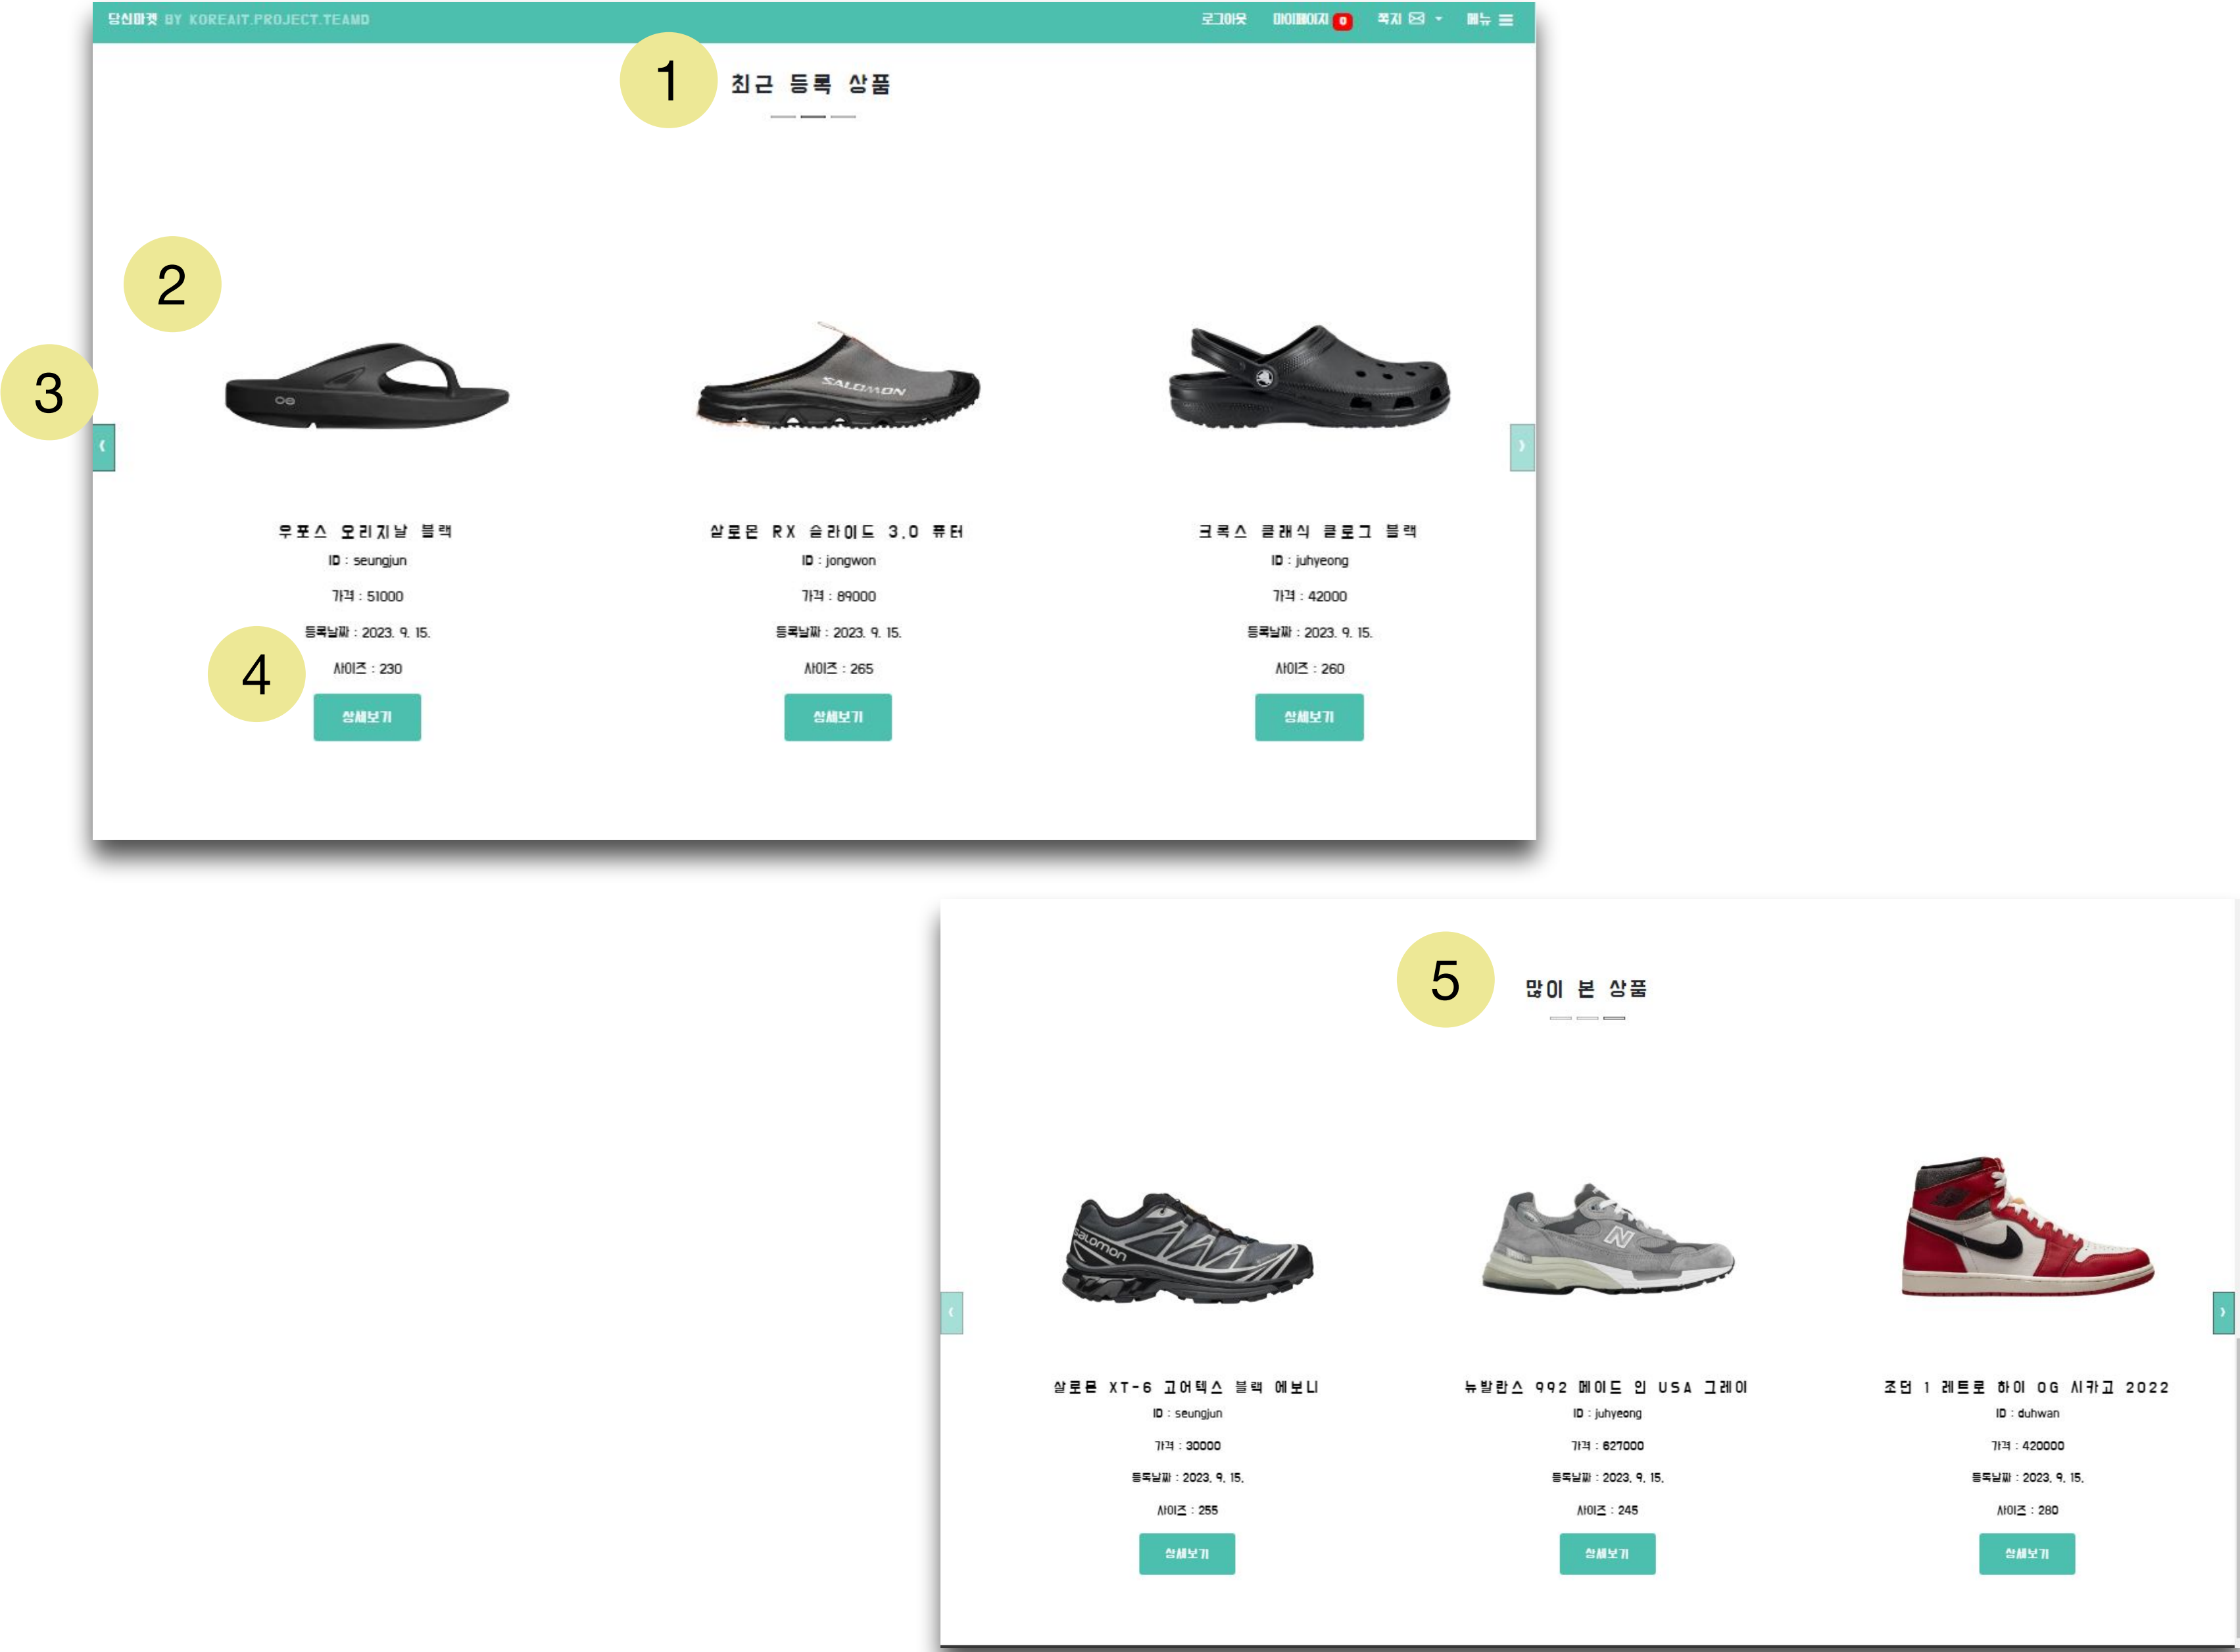 당신마켓 BY KOREAIT.PROJECT.TEAMD
로그아웃 마이페이지 0 쪽지 메뉴
1 최근 등록 상품
2
3
SALOMON
우포스 오리지날 블랙
ID : seungjun
가격 : 51000
등록날짜 : 2023. 9. 15.
4 사이즈 : 230
상세보기
살로몬 RX 슬라이드 3.0 퓨터
ID : jongwon
가격 : 89000
등록날짜 : 2023. 9. 15.
사이즈 : 265
상세보기
크록스 클래식 클로그 블랙
ID : juhyeong
가격 : 42000
등록날짜 : 2023. 9. 15.
사이즈 : 260
상세보기
5 많이 본 상품
salomon
N
살로몬 XT-6 고어텍스 블랙 에보니
ID : seungjun
가격 : 30000
등록날짜 : 2023. 9. 15.
사이즈 : 255
상세보기
뉴발란스 992 메이드 인 USA 그레이
ID : juhyeong
가격 : 627000
등록날짜 : 2023. 9. 15.
사이즈 : 245
상세보기
조던 1 레트로 하이 OG 시카고 2022
ID : duhwan
가격 : 420000
등록날짜 : 2023. 9. 15.
사이즈 : 280
상세보기